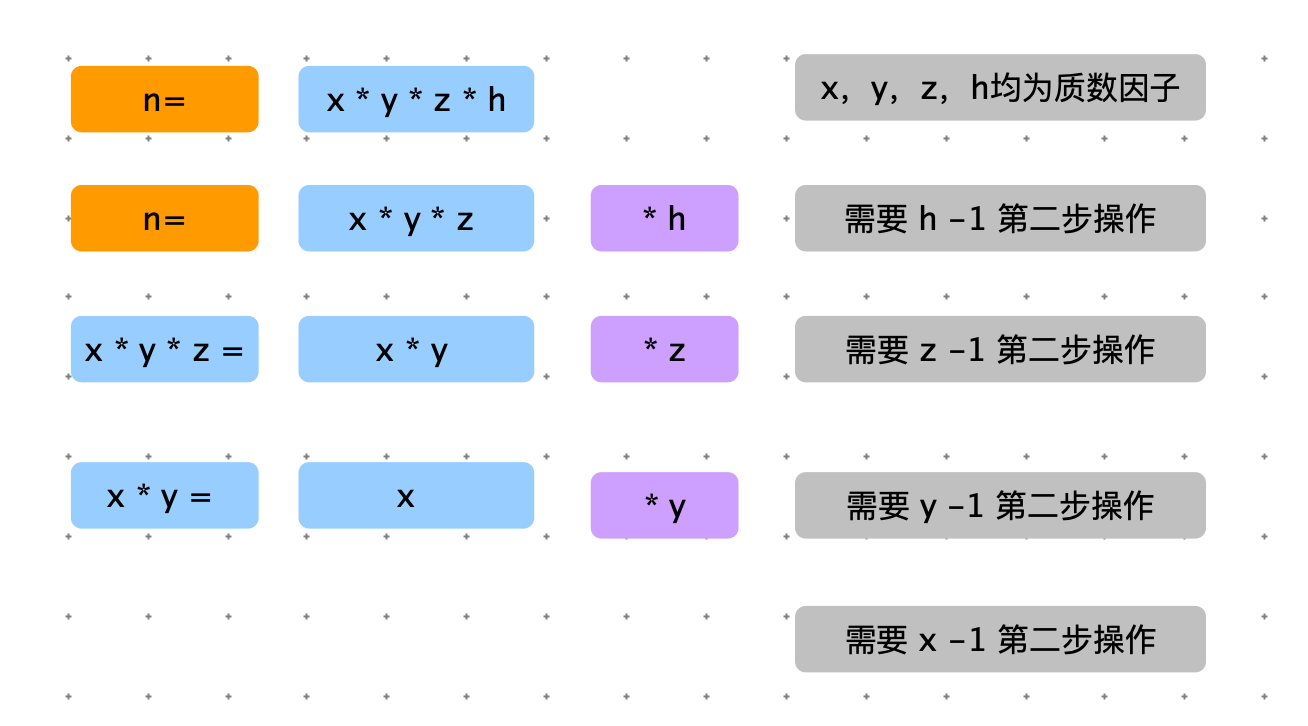 n= x * y * z * h x，y，z，h均为质数因子
n= x * y * z * h 需要 h -1 第二步操作
x * y * z = x * y * z 需要 z -1 第二步操作
x * y = x * y 需要 y -1 第二步操作
需要 x -1 第二步操作